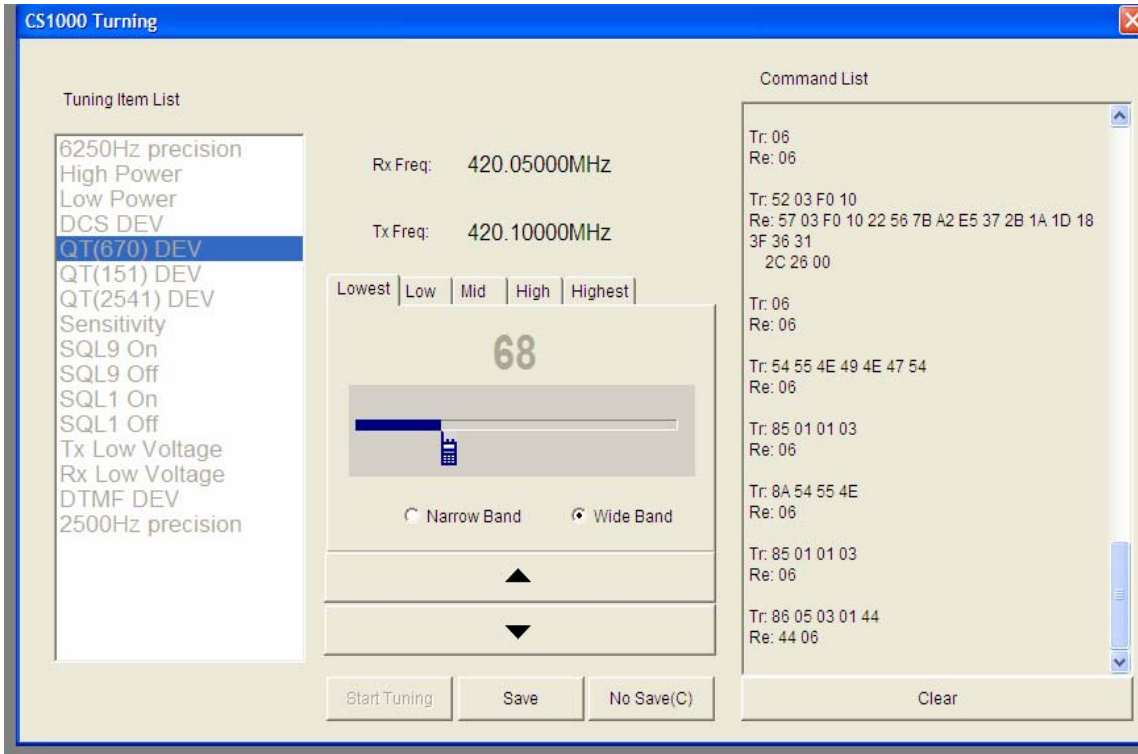 CS1000 Turning
Tuning Item List
6250Hz precision
High Power
Low Power
DCS DEV
QT(670) DEV
QT(151) DEV
QT(2541) DEV
Sensitivity
SQL9 On
SQL9 Off
SQL1 On
SQL1 Off
Tx Low Voltage
Rx Low Voltage
DTMF DEV
2500Hz precision
Rx Freq: 420.05000MHz
Tx Freq: 420.10000MHz
Lowest Low Mid High Highest
68
Narrow Band Wide Band
Start Tuning Save No Save(C)
Command List
Tr: 06
Re: 06
Tr: 52 03 F0 10
Re: 57 03 F0 10 22 56 7B A2 E5 37 2B 1A 1D 18
3F 36 31
2C 26 00
Tr: 06
Re: 06
Tr: 54 55 4E 49 4E 47 54
Re: 06
Tr: 85 01 01 03
Re: 06
Tr: 8A 54 55 4E
Re: 06
Tr: 85 01 01 03
Re: 06
Tr: 86 05 03 01 44
Re: 44 06
Clear